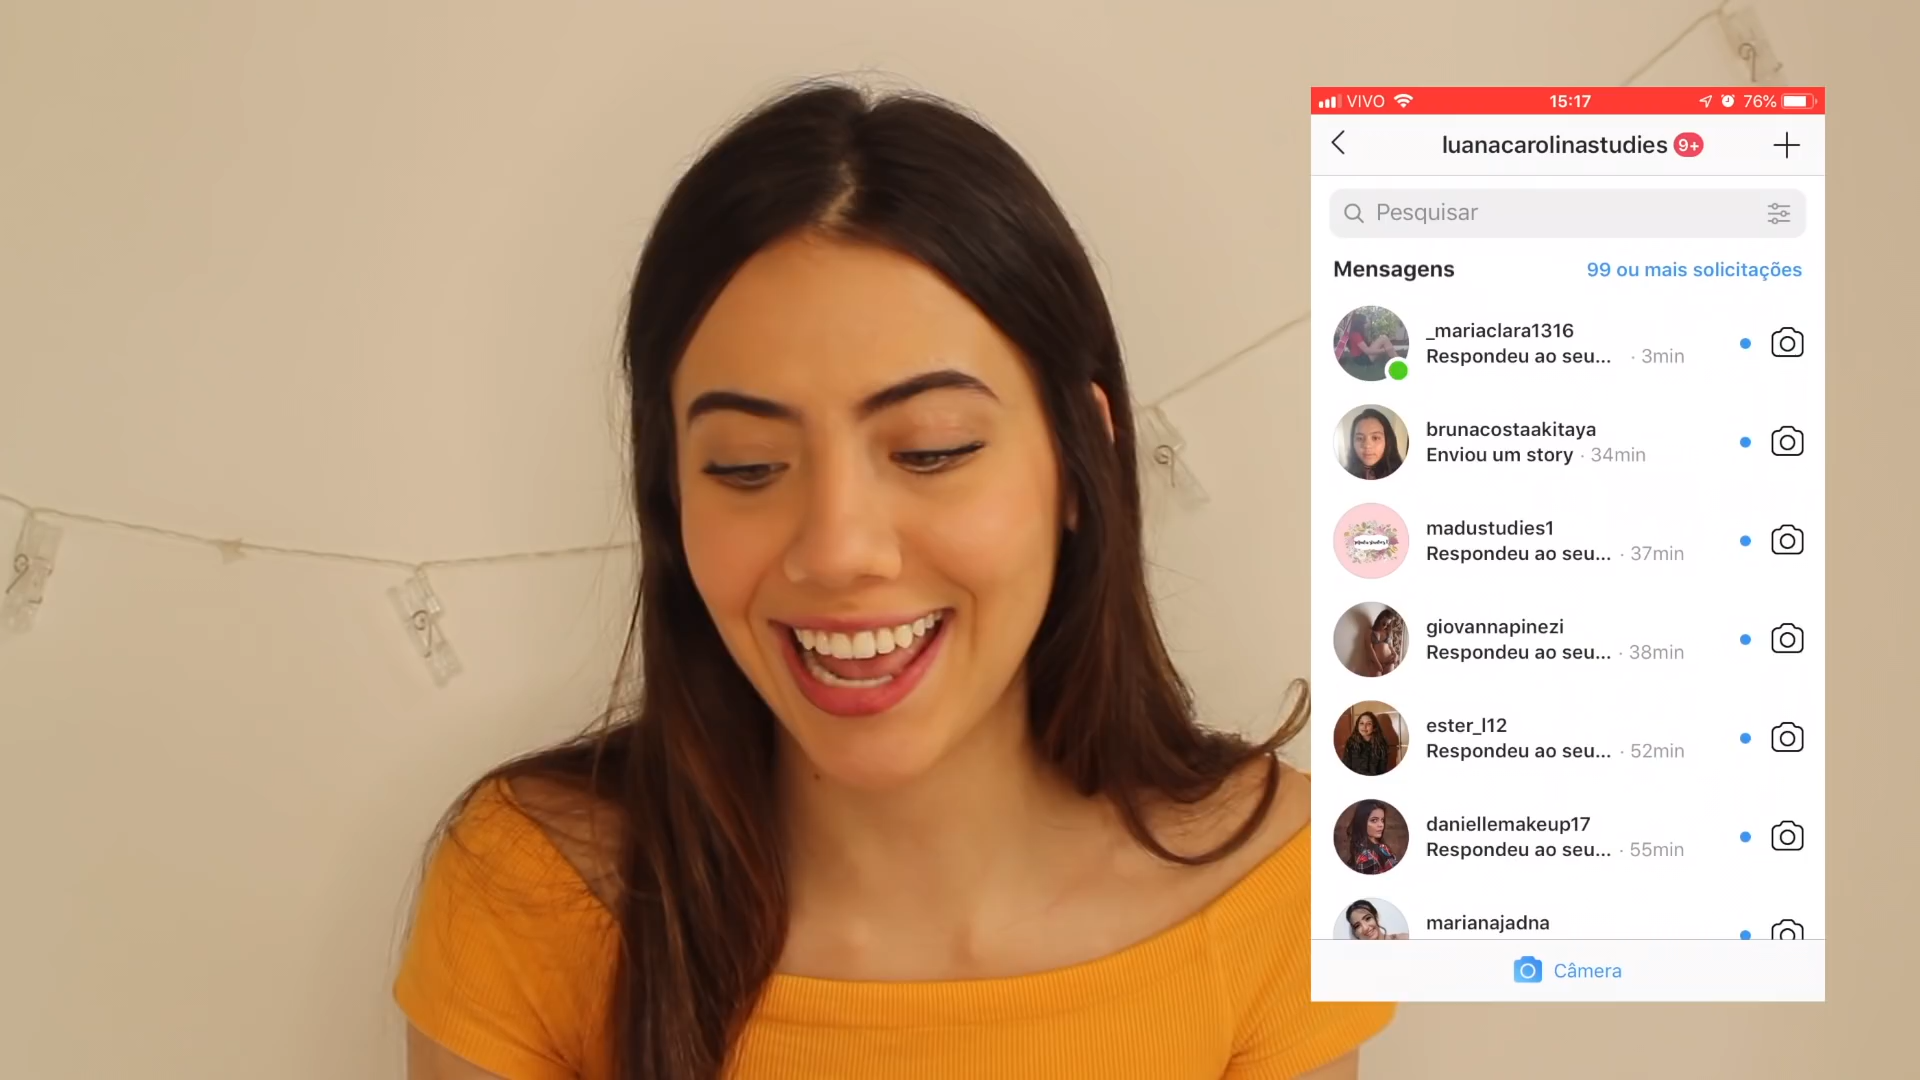 VIVO 15:17 76%
luanacarolinastudies 9+
Pesquisar
Mensagens 99 ou mais solicitações
_mariaclara1316
Respondeu ao seu... · 3min
brunacostaakitaya
Enviou um story · 34min
madustudies1
Respondeu ao seu... · 37min
giovannapinezi
Respondeu ao seu... · 38min
ester_l12
Respondeu ao seu... · 52min
daniellemakeup17
Respondeu ao seu... · 55min
marianajadna
Câmera